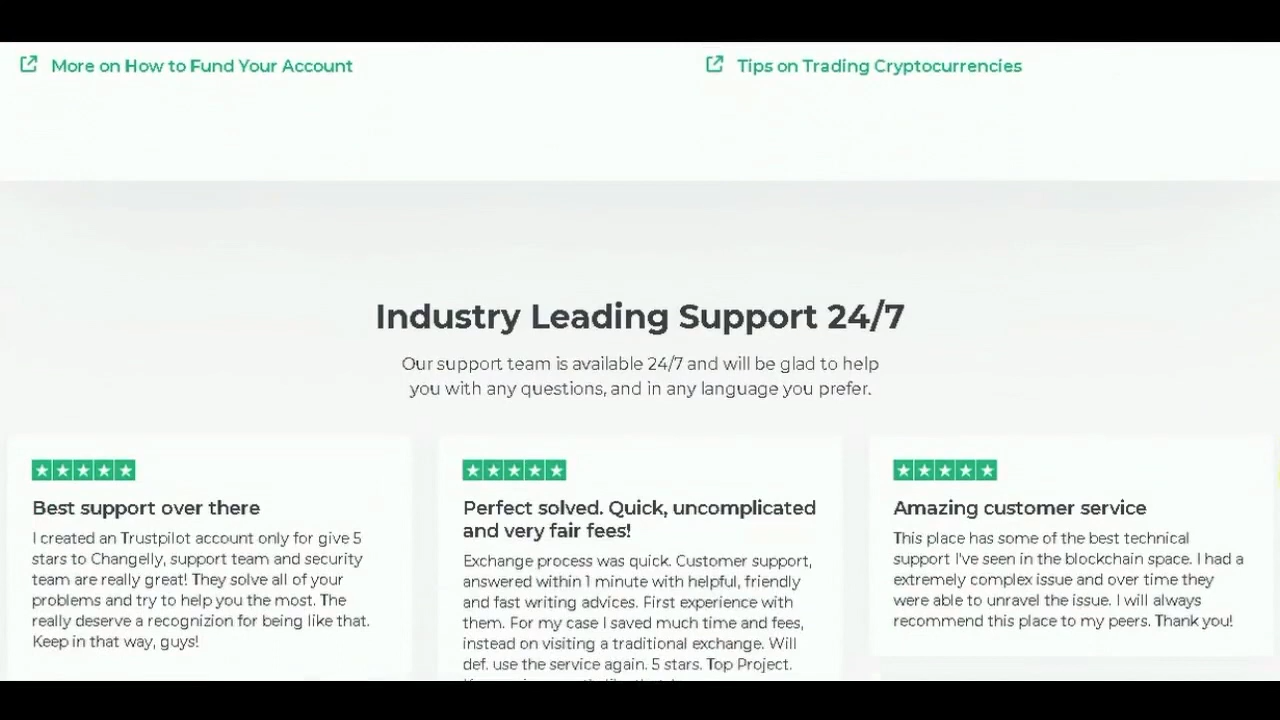 More on How to Fund Your Account
Tips on Trading Cryptocurrencies
Industry Leading Support 24/7
Our support team is available 24/7 and will be glad to help
you with any questions, and in any language you prefer.
Best support over there
I created an Trustpilot account only for give 5
stars to Changelly, support team and security
team are really great! They solve all of your
problems and try to help you the most. The
really deserve a recognizion for being like that.
Keep in that way, guys!
Perfect solved. Quick, uncomplicated
and very fair fees!
Exchange process was quick. Customer support,
answered within 1 minute with helpful, friendly
and fast writing advices. First experience with
them. For my case I saved much time and fees,
instead on visiting a traditional exchange. Will
def. use the service again. 5 stars. Top Project.
Amazing customer service
This place has some of the best technical
support I've seen in the blockchain space. I had a
extremely complex issue and over time they
were able to unravel the issue. I will always
recommend this place to my peers. Thank you!